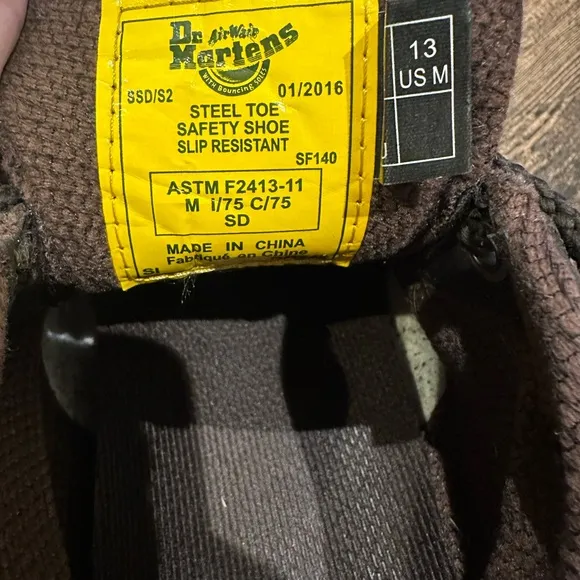 Dr. AirWair
Martens
WITH Bouncing SOLES
SSD/S2 01/2016
STEEL TOE
SAFETY SHOE
SLIP RESISTANT
SF140
ASTM F2413-11
M i/75 C/75
SD
MADE IN CHINA
Fabriqué en Chine
13
US M